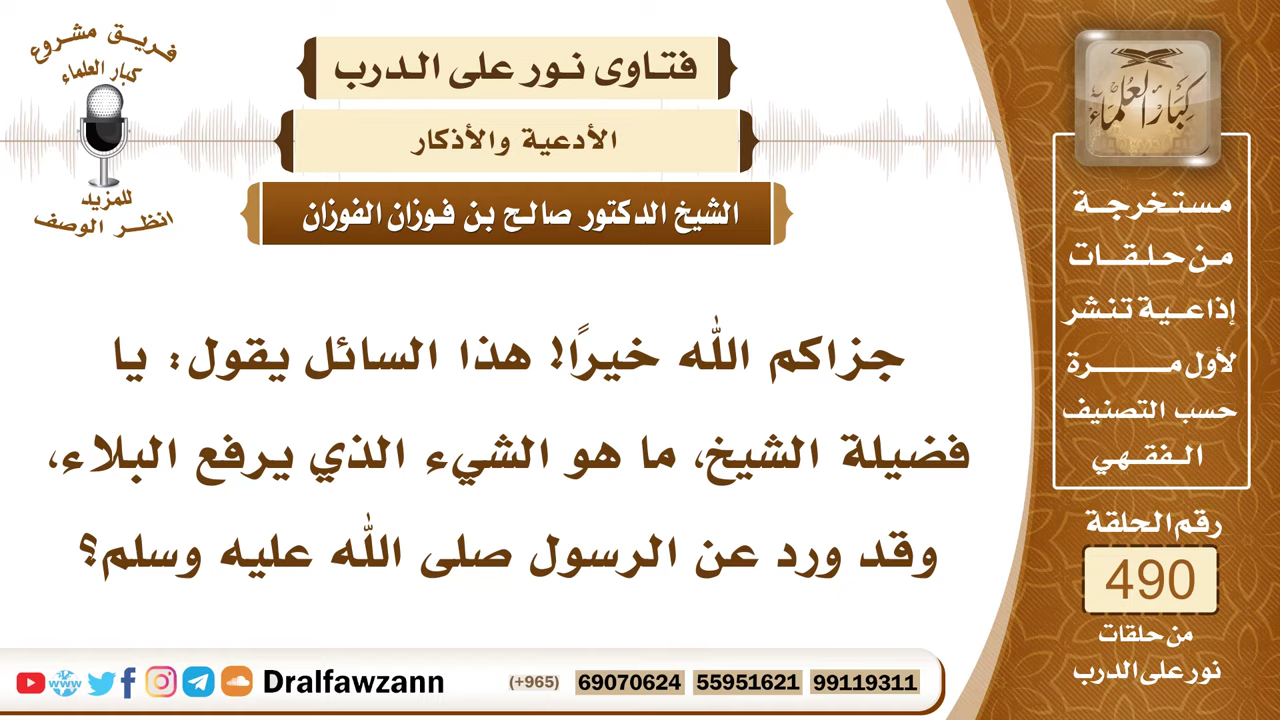 فريق مشروع
كبار العلماء
للمزيد
انظر الوصف
فتاوى نور على الدرب
الأدعية والأذكار
الشيخ الدكتور صالح بن فوزان الفوزان
جزاكم الله خيرًا! هذا السائل يقول: يا
فضيلة الشيخ، ما هو الشيء الذي يرفع البلاء،
وقد ورد عن الرسول صلى الله عليه وسلم؟
كبار العلماء
مستخرجة
من حلقات
إذاعية تنشر
لأول مرة
حسب التصنيف
الفقهي
رقم الحلقة
490
من حلقات
نور على الدرب
www
Dralfawzann
(+965) 69070624 55951621 99119311